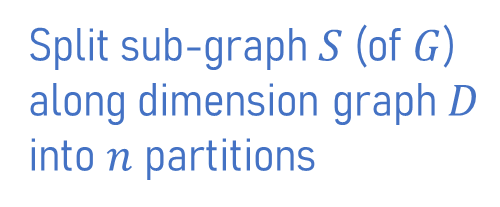 Split sub-graph S (of G)
along dimension graph D
into n partitions